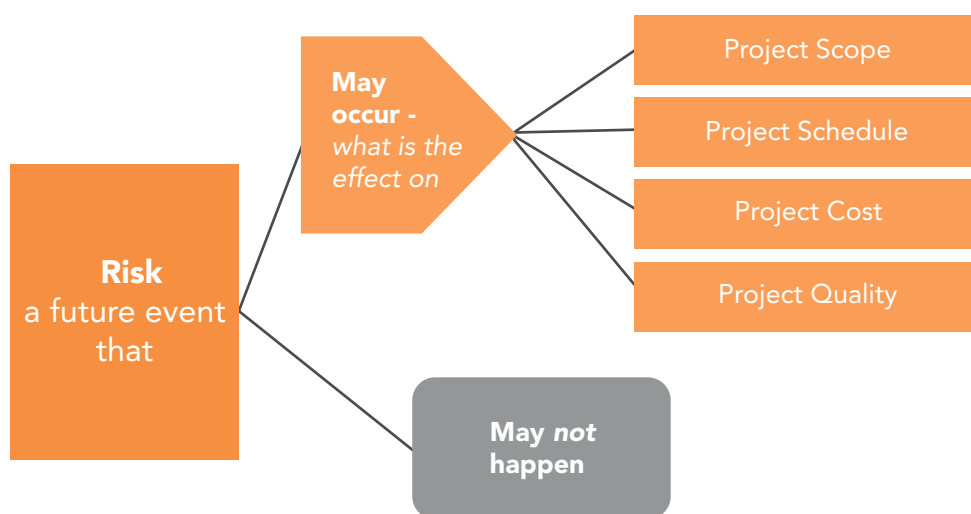 Risk
a future event
that
May
occur -
what is the
effect on
Project Scope
Project Schedule
Project Cost
Project Quality
May not
happen